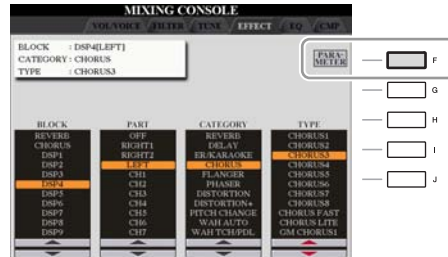 MIXING CONSOLE
VOL/VOICE FILTER TUNE EFFECT EQ CMP
BLOCK : DSP4[LEFT]
CATEGORY : CHORUS
TYPE : CHORUS3
PARA-
METER
F
G
H
I
J
BLOCK PART CATEGORY TYPE
REVERB OFF REVERB CHORUS1
CHORUS RIGHT1 DELAY CHORUS2
DSP1 RIGHT2 ER/KARAOKE CHORUS3
DSP2 LEFT CHORUS CHORUS4
DSP3 CH1 FLANGER CHORUS5
DSP4 CH2 PHASER CHORUS6
DSP5 CH3 DISTORTION CHORUS7
DSP6 CH4 DISTORTION+ CHORUS8
DSP7 CH5 PITCH CHANGE CHORUS FAST
DSP8 CH6 WAH AUTO CHORUS LITE
DSP9 CH7 WAH TCH/PDL GM CHORUS1